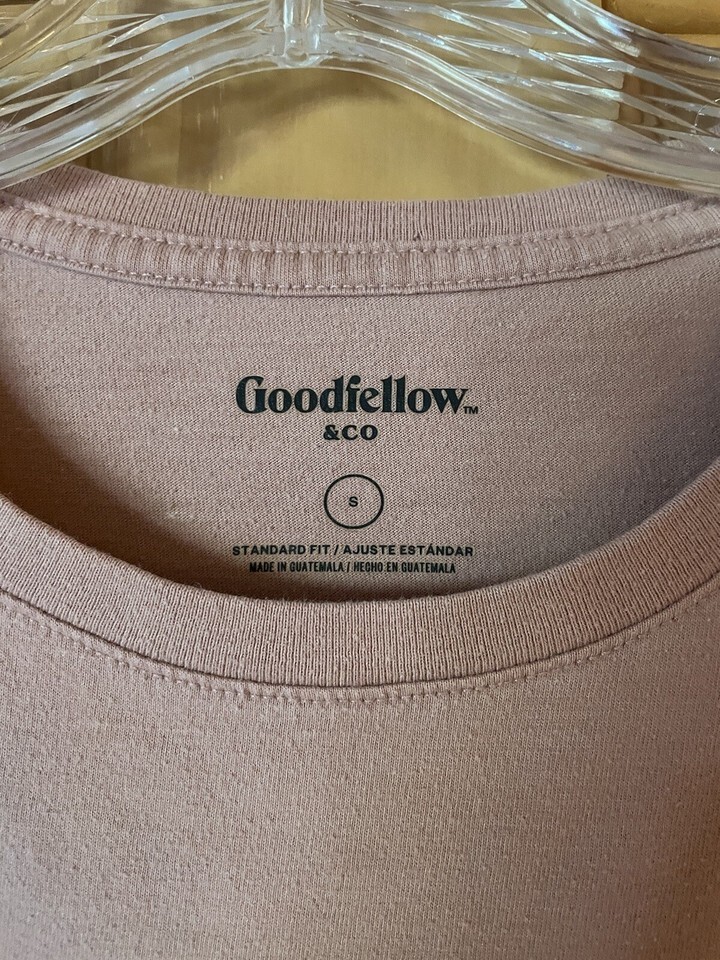 Goodfellow™
&CO
S
STANDARD FIT / AJUSTE ESTÁNDAR
MADE IN GUATEMALA / HECHO EN GUATEMALA